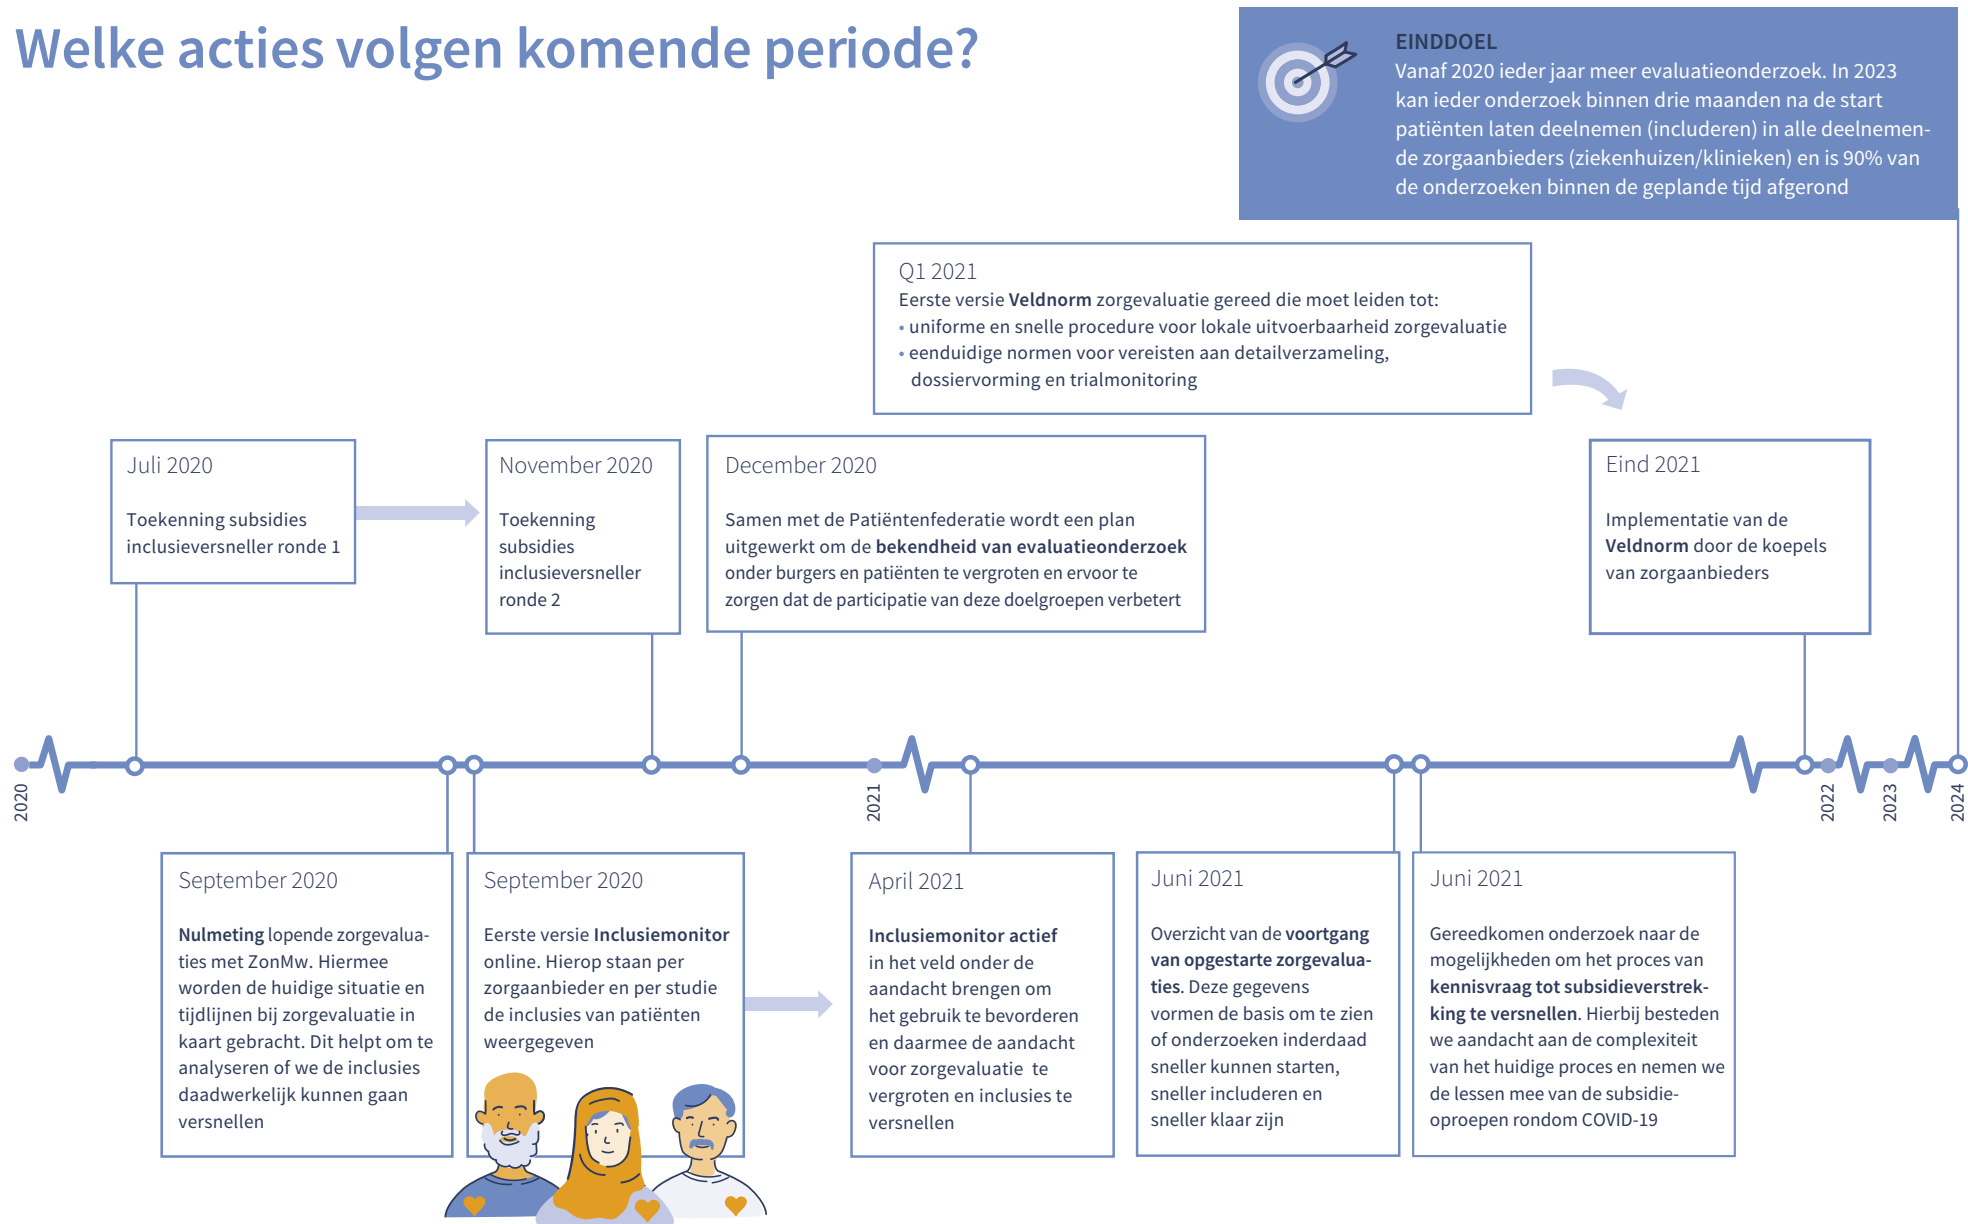 Welke acties volgen komende periode?
EINDDOEL
Vanaf 2020 ieder jaar meer evaluatieonderzoek. In 2023
kan ieder onderzoek binnen drie maanden na de start
patiënten laten deelnemen (includeren) in alle deelnemen-
de zorgaanbieders (ziekenhuizen/klinieken) en is 90% van
de onderzoeken binnen de geplande tijd afgerond
Q1 2021
Eerste versie Veldnorm zorgevaluatie gereed die moet leiden tot:
• uniforme en snelle procedure voor lokale uitvoerbaarheid zorgevaluatie
• eenduidige normen voor vereisten aan detailverzameling,
dossiervorming en trialmonitoring
Juli 2020
Toekenning subsidies
inclusieversneller ronde 1
November 2020
Toekenning
subsidies
inclusieversneller
ronde 2
December 2020
Samen met de Patiëntenfederatie wordt een plan
uitgewerkt om de bekendheid van evaluatieonderzoek
onder burgers en patiënten te vergroten en ervoor te
zorgen dat de participatie van deze doelgroepen verbetert
Eind 2021
Implementatie van de
Veldnorm door de koepels
van zorgaanbieders
2020
2021
2022
2023
2024
September 2020
Nulmeting lopende zorgevalua-
ties met ZonMw. Hiermee
worden de huidige situatie en
tijdlijnen bij zorgevaluatie in
kaart gebracht. Dit helpt om te
analyseren of we de inclusies
daadwerkelijk kunnen gaan
versnellen
September 2020
Eerste versie Inclusiemonitor
online. Hierop staan per
zorgaanbieder en per studie
de inclusies van patiënten
weergegeven
April 2021
Inclusiemonitor actief
in het veld onder de
aandacht brengen om
het gebruik te bevorderen
en daarmee de aandacht
voor zorgevaluatie te
vergroten en inclusies te
versnellen
Juni 2021
Overzicht van de voortgang
van opgestarte zorgevalua-
ties. Deze gegevens
vormen de basis om te zien
of onderzoeken inderdaad
sneller kunnen starten,
sneller includeren en
sneller klaar zijn
Juni 2021
Gereedkomen onderzoek naar de
mogelijkheden om het proces van
kennisvraag tot subsidieverstrek-
king te versnellen. Hierbij besteden
we aandacht aan de complexiteit
van het huidige proces en nemen we
de lessen mee van de subsidie-
oproepen rondom COVID-19